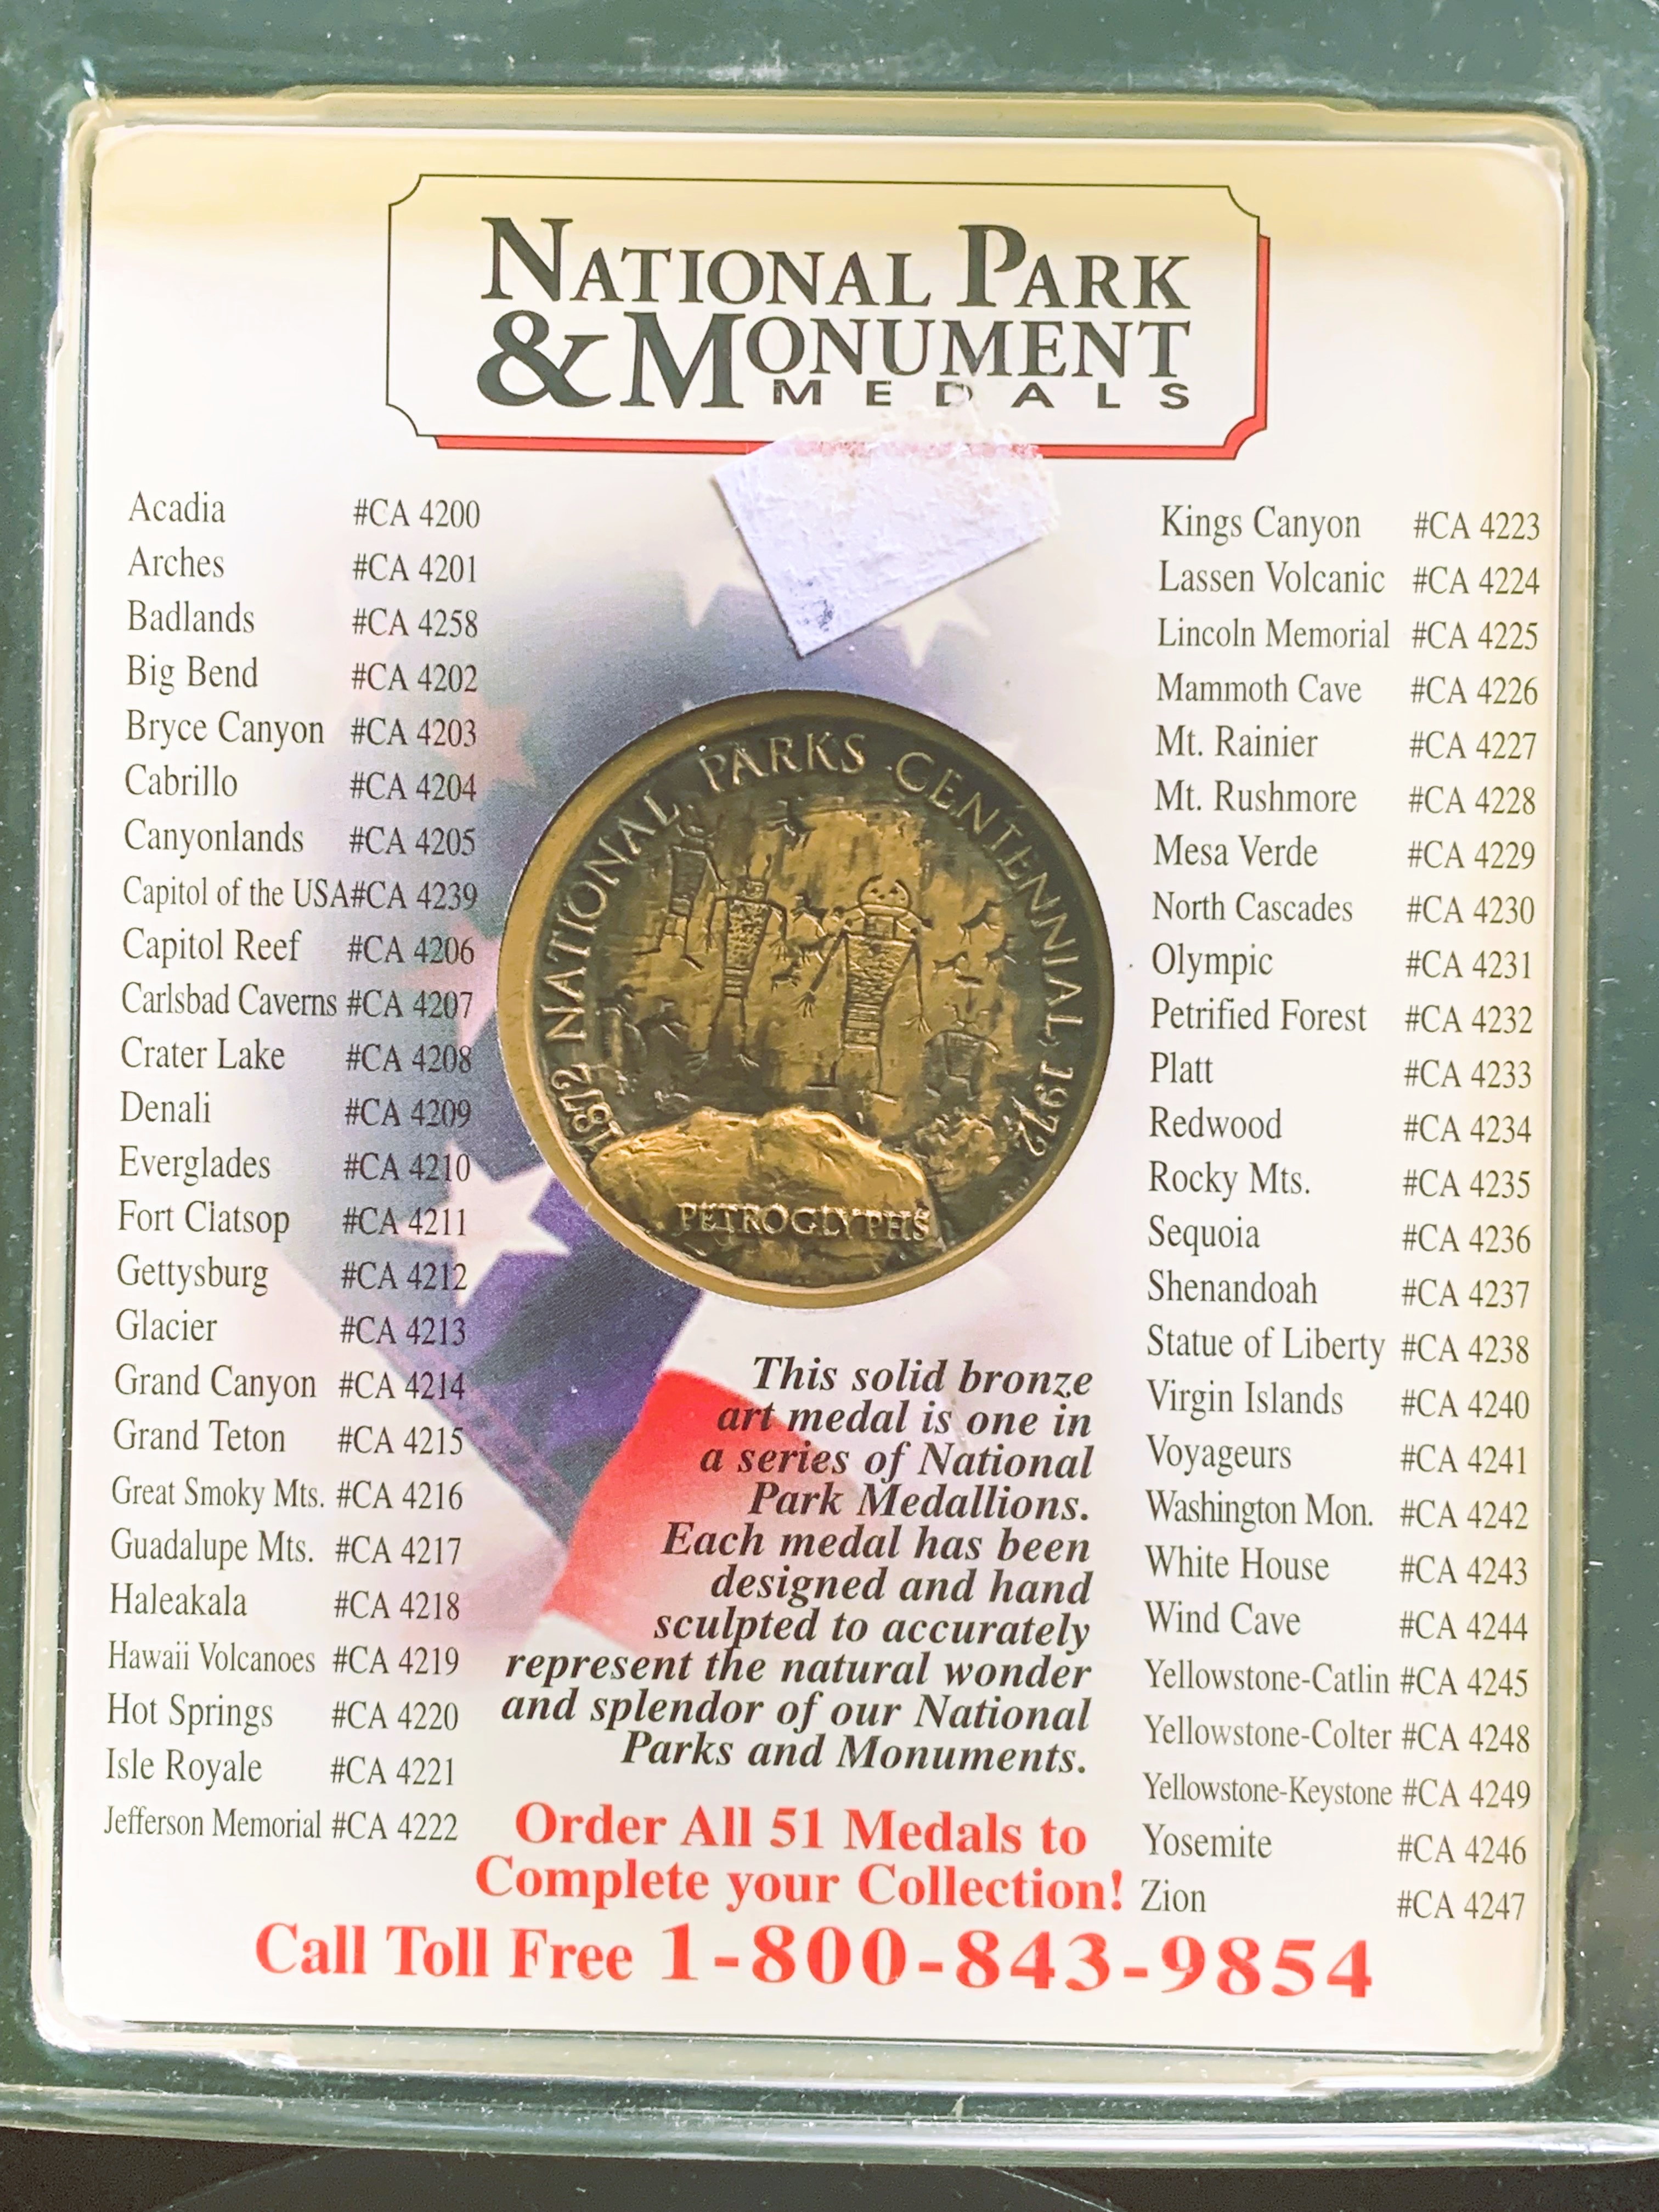 NATIONAL PARK
& MONUMENT
MEDALS
Acadia #CA 4200
Arches #CA 4201
Badlands #CA 4258
Big Bend #CA 4202
Bryce Canyon #CA 4203
Cabrillo #CA 4204
Canyonlands #CA 4205
Capitol of the USA #CA 4239
Capitol Reef #CA 4206
Carlsbad Caverns #CA 4207
Crater Lake #CA 4208
Denali #CA 4209
Everglades #CA 4210
Fort Clatsop #CA 4211
Gettysburg #CA 4212
Glacier #CA 4213
Grand Canyon #CA 4214
Grand Teton #CA 4215
Great Smoky Mts. #CA 4216
Guadalupe Mts. #CA 4217
Haleakala #CA 4218
Hawaii Volcanoes #CA 4219
Hot Springs #CA 4220
Isle Royale #CA 4221
Jefferson Memorial #CA 4222
1872 NATIONAL PARKS CENTENNIAL 1972
PETROGLYPHS
This solid bronze
art medal is one in
a series of National
Park Medallions.
Each medal has been
designed and hand
sculpted to accurately
represent the natural wonder
and splendor of our National
Parks and Monuments.
Kings Canyon #CA 4223
Lassen Volcanic #CA 4224
Lincoln Memorial #CA 4225
Mammoth Cave #CA 4226
Mt. Rainier #CA 4227
Mt. Rushmore #CA 4228
Mesa Verde #CA 4229
North Cascades #CA 4230
Olympic #CA 4231
Petrified Forest #CA 4232
Platt #CA 4233
Redwood #CA 4234
Rocky Mts. #CA 4235
Sequoia #CA 4236
Shenandoah #CA 4237
Statue of Liberty #CA 4238
Virgin Islands #CA 4240
Voyageurs #CA 4241
Washington Mon. #CA 4242
White House #CA 4243
Wind Cave #CA 4244
Yellowstone-Catlin #CA 4245
Yellowstone-Colter #CA 4248
Yellowstone-Keystone #CA 4249
Yosemite #CA 4246
Zion #CA 4247
Order All 51 Medals to
Complete your Collection!
Call Toll Free 1-800-843-9854